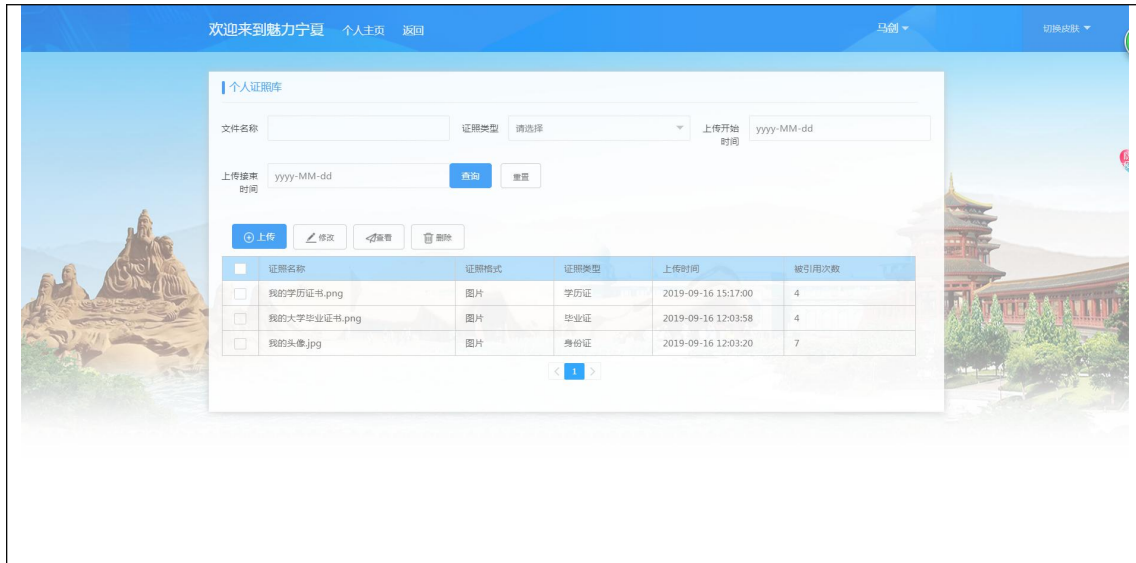 欢迎来到魅力宁夏 个人主页 返回 马剑 切换皮肤
个人证照库
文件名称 证照类型 请选择 上传开始时间 yyyy-MM-dd
上传接束时间 yyyy-MM-dd 查询 重置
上传 修改 查看 删除
证照名称 证照格式 证照类型 上传时间 被引用次数
我的学历证书.png 图片 学历证 2019-09-16 15:17:00 4
我的大学毕业证书.png 图片 毕业证 2019-09-16 12:03:58 4
我的头像.jpg 图片 身份证 2019-09-16 12:03:20 7
< 1 >